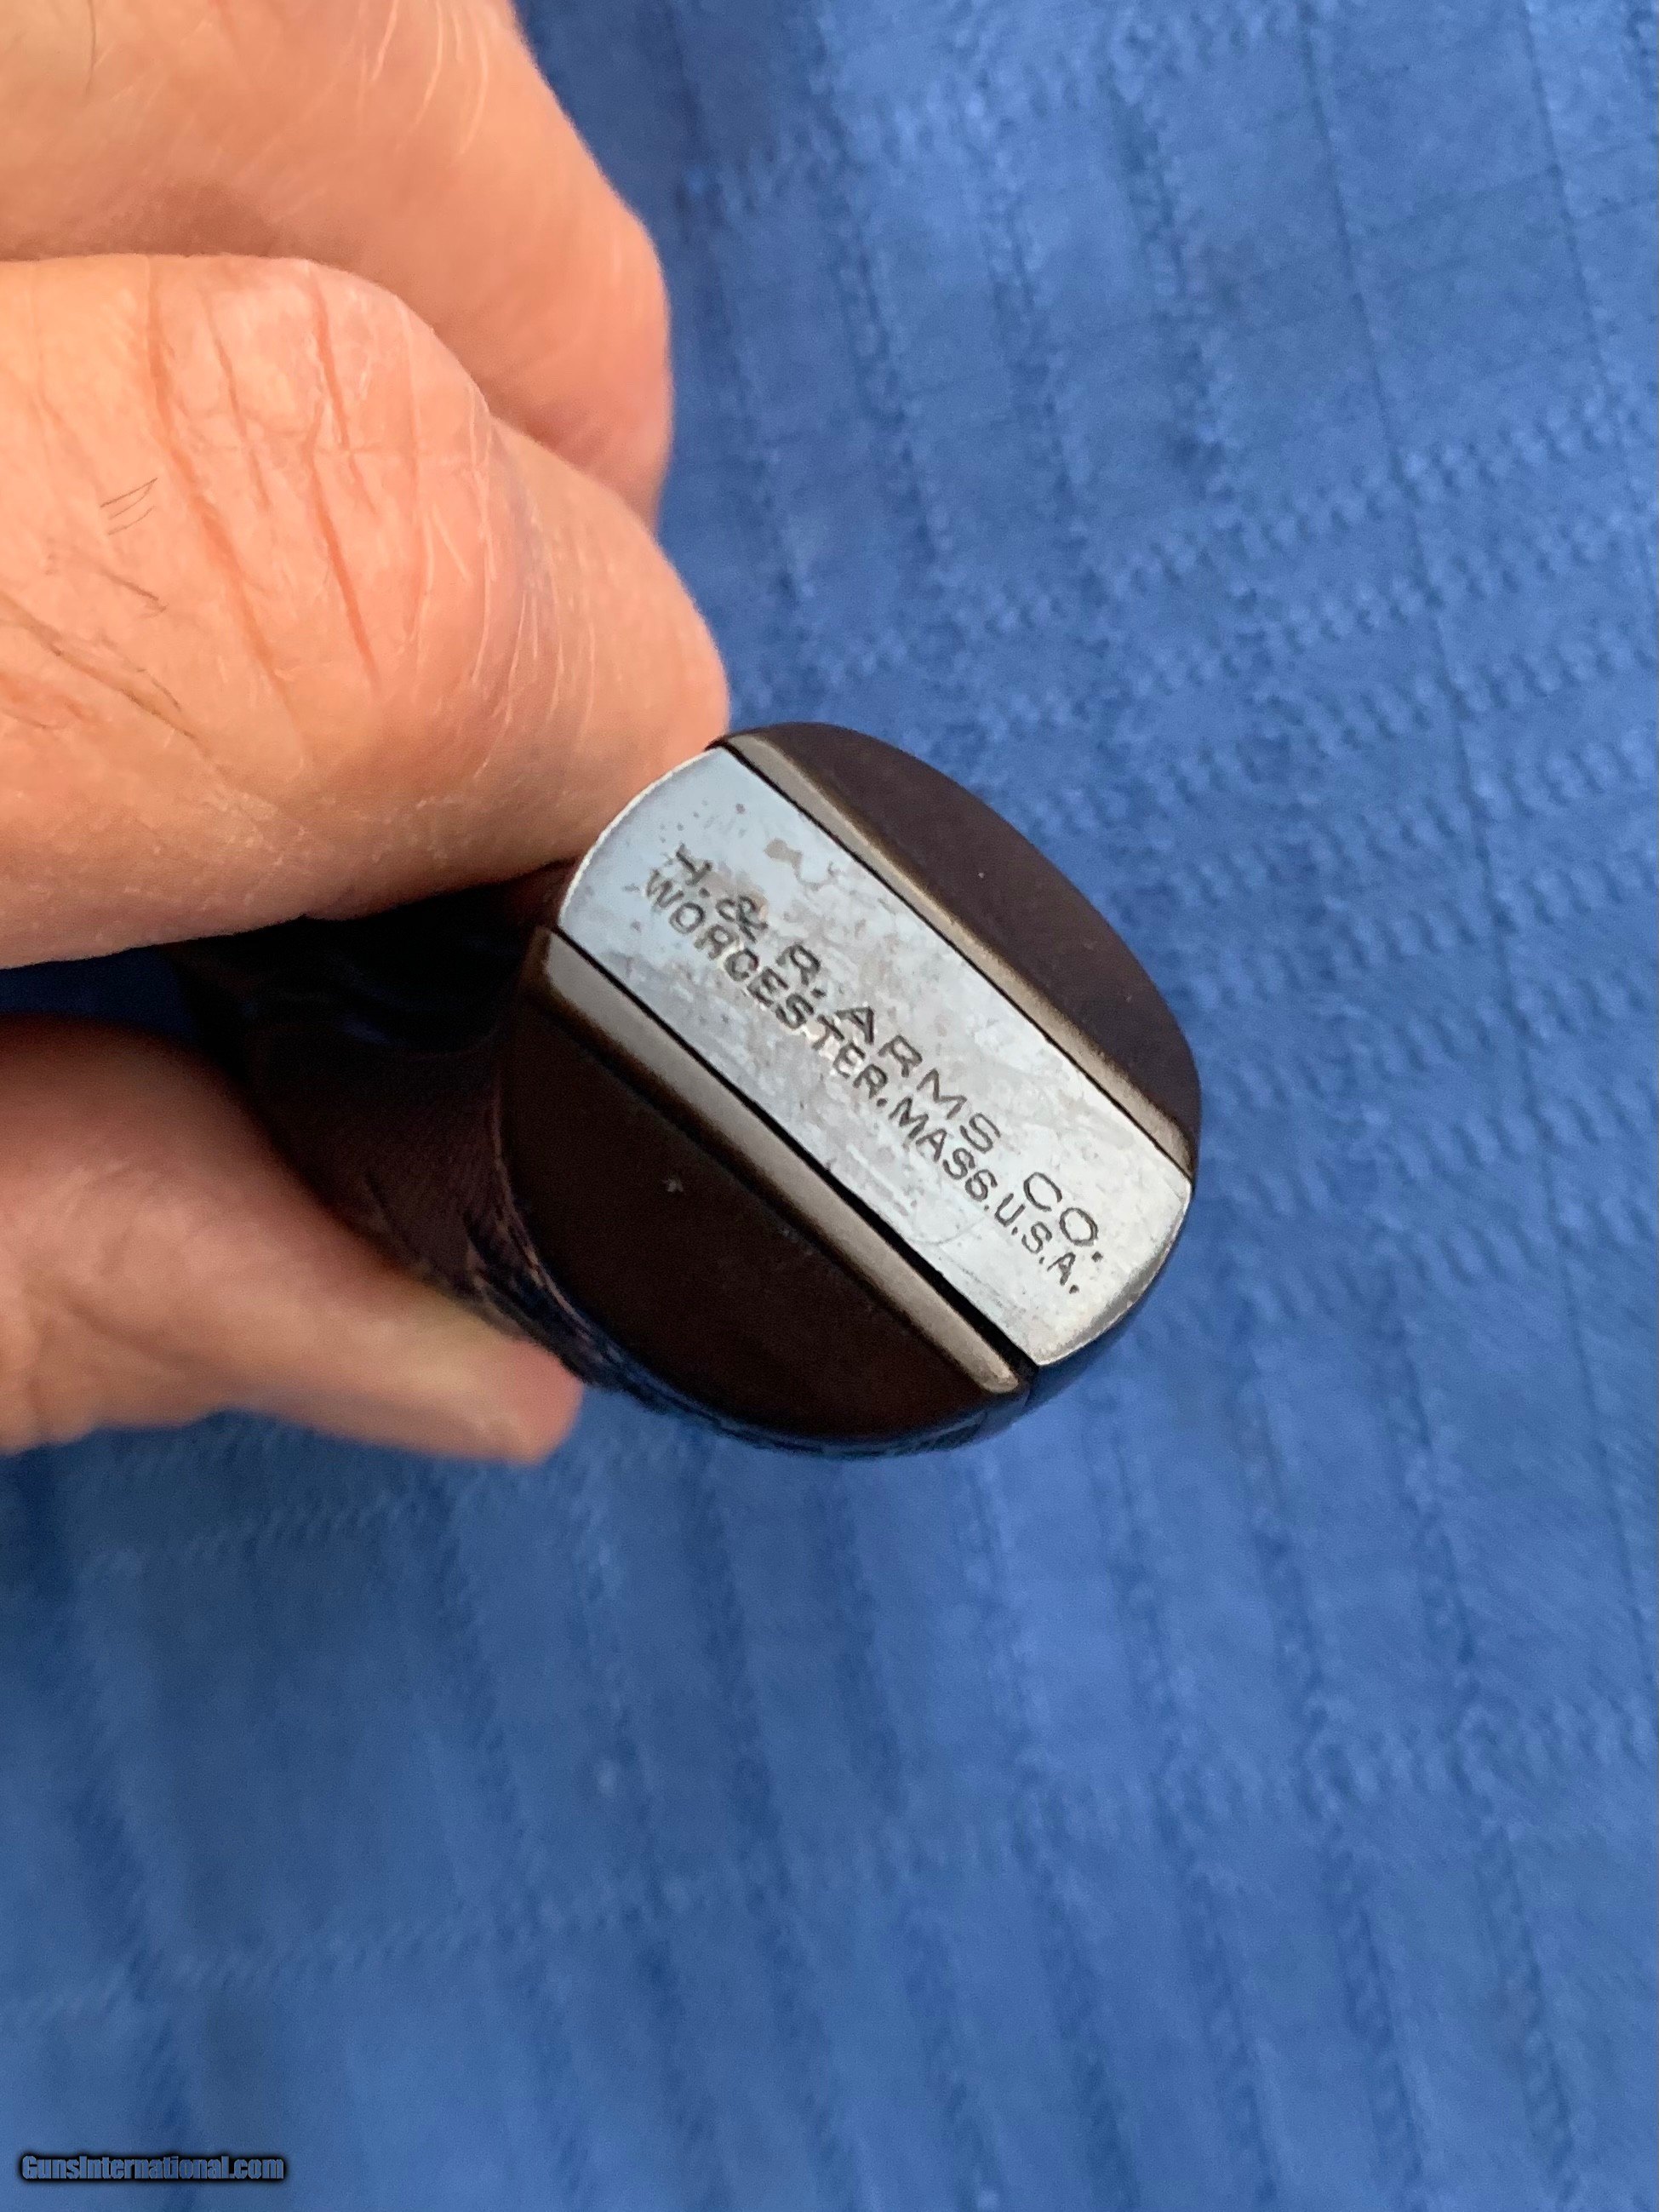 H. & R. ARMS CO.
WORCESTER. MASS. U.S.A.
GunsInternational.com